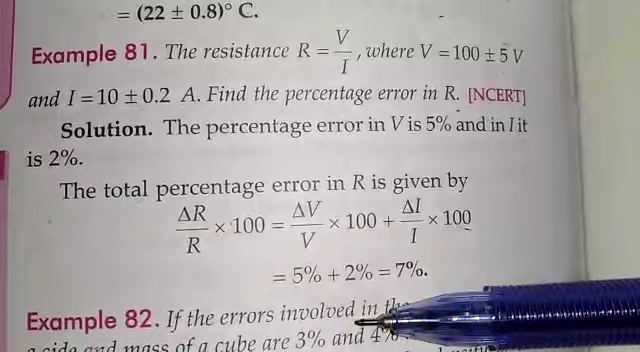 = (22 ± 0.8)° C.
Example 81. The resistance R = V/I, where V = 100 ± 5 V
and I = 10 ± 0.2 A. Find the percentage error in R. [NCERT]
Solution. The percentage error in V is 5% and in I it
is 2%.
The total percentage error in R is given by
ΔR/R × 100 = ΔV/V × 100 + ΔI/I × 100
= 5% + 2% = 7%.
Example 82. If the errors involved in the
a side and mass of a cube are 3% and 4%